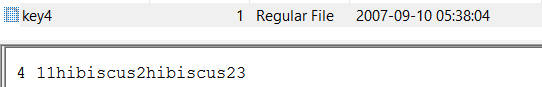 key4 1 Regular File 2007-09-10 05:38:04
4 11hibiscus2hibiscus23